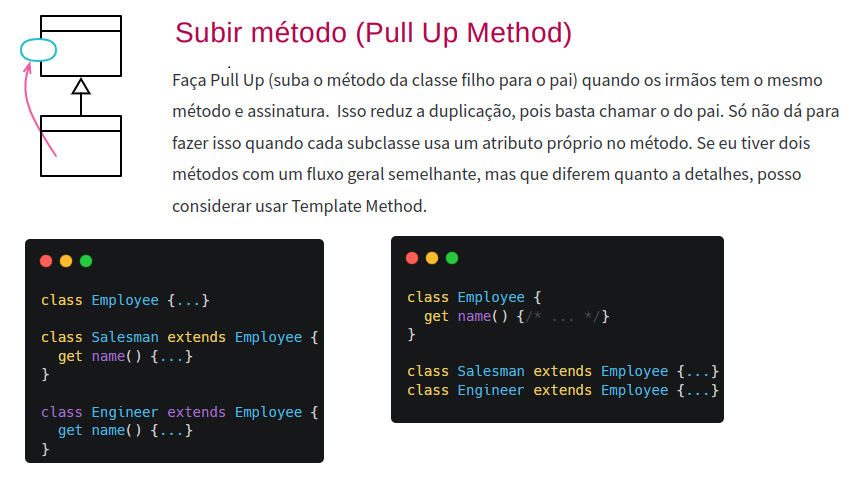 Subir método (Pull Up Method)
.
Faça Pull Up (suba o método da classe filho para o pai) quando os irmãos tem o mesmo
método e assinatura.  Isso reduz a duplicação, pois basta chamar o do pai. Só não dá para
fazer isso quando cada subclasse usa um atributo próprio no método. Se eu tiver dois
métodos com um fluxo geral semelhante, mas que diferem quanto a detalhes, posso
considerar usar Template Method.
class Employee {...}
class Salesman extends Employee {
  get name() {...}
}
class Engineer extends Employee {
  get name() {...}
}
class Employee {
  get name() {/* ... */}
}
class Salesman extends Employee {...}
class Engineer extends Employee {...}